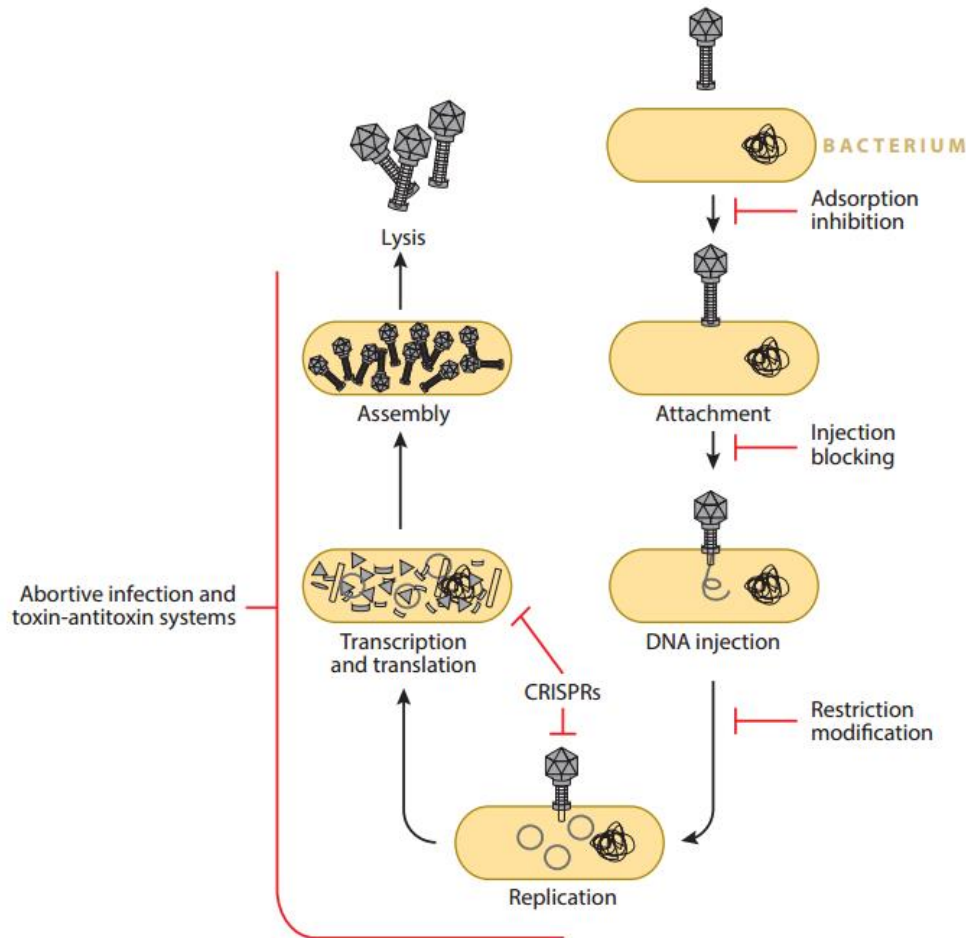 BACTERIUM
Adsorption
inhibition
Lysis
Assembly
Attachment
Injection
blocking
Abortive infection and
toxin-antitoxin systems
Transcription
and translation
DNA injection
CRISPRs
Restriction
modification
Replication